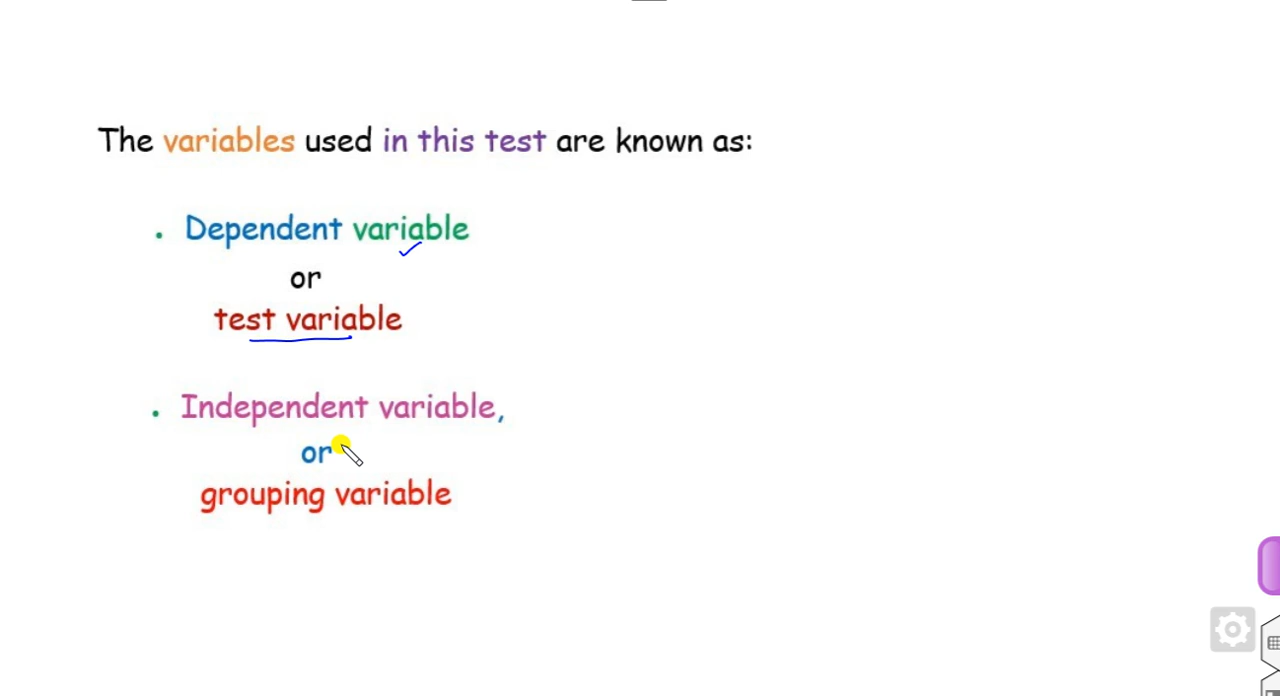 The variables used in this test are known as:
. Dependent variable
or
test variable
. Independent variable,
or
grouping variable